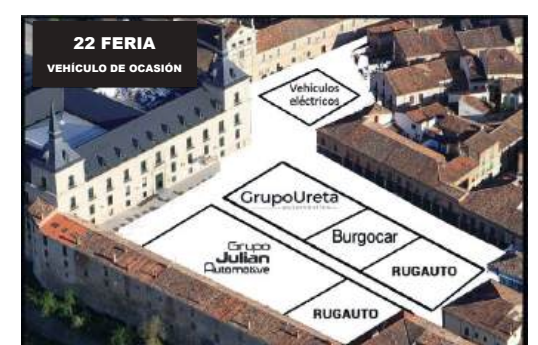 22 FERIA
VEHÍCULO DE OCASIÓN
Vehículos
eléctricos
GrupoUreta
Burgocar
RUGAUTO
Grupo
Julian
Automotive
RUGAUTO